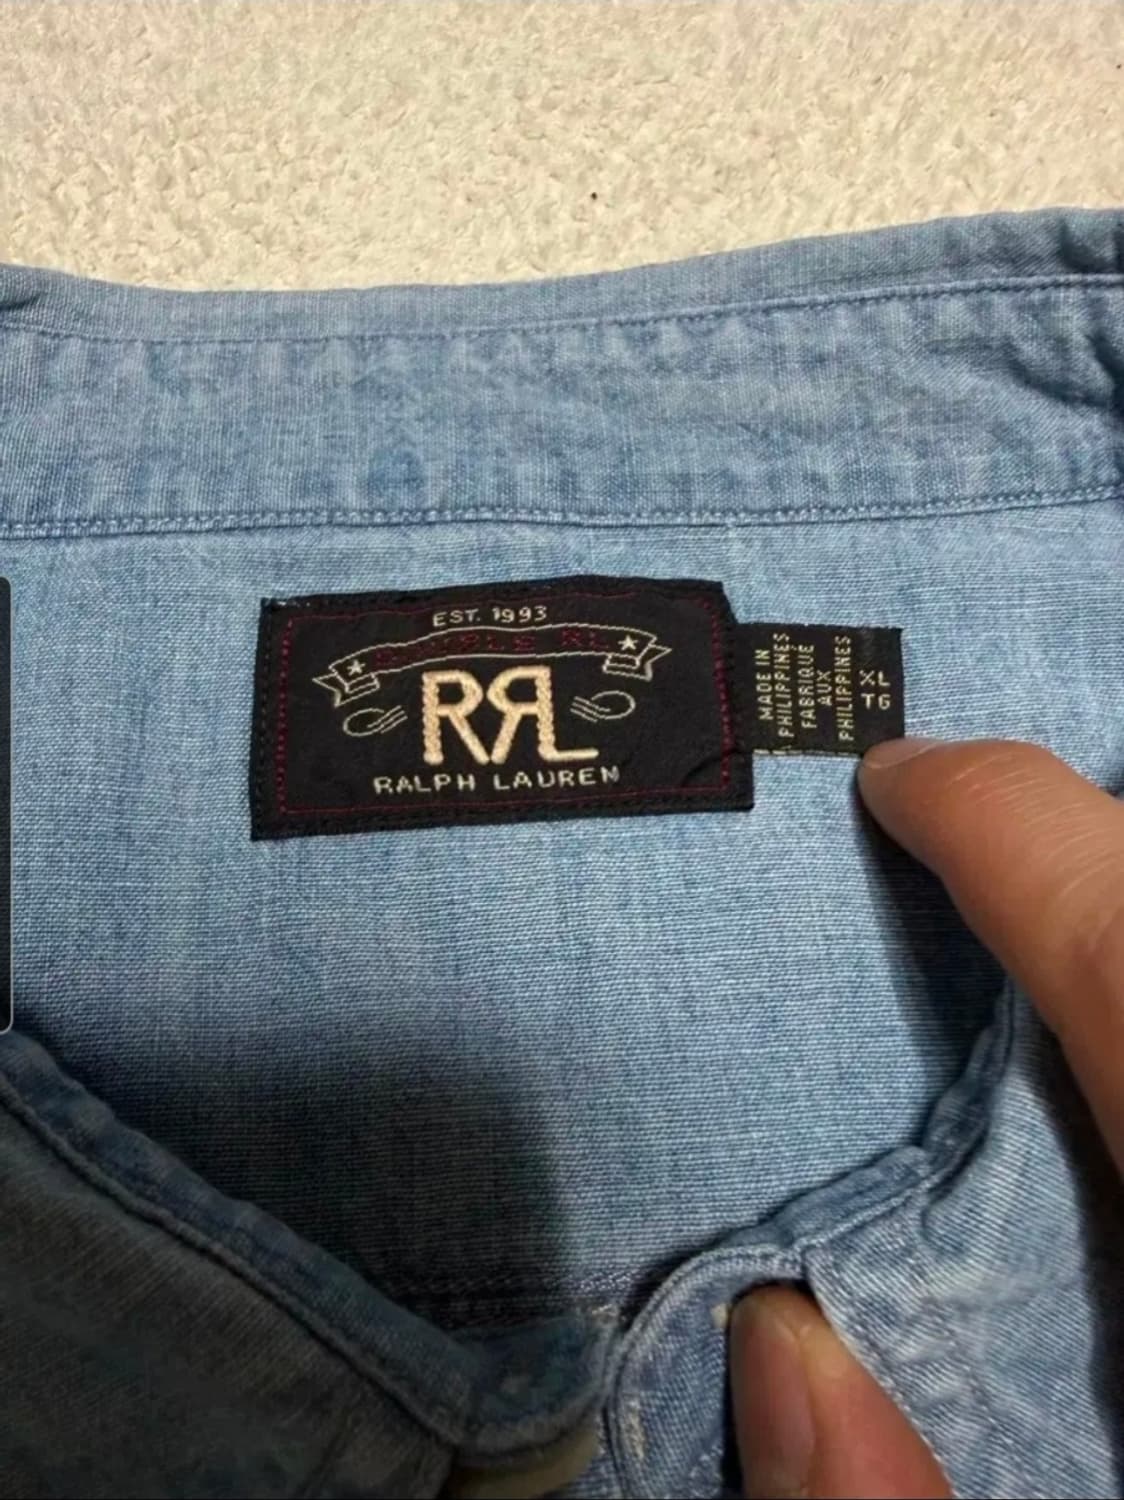 EST. 1993
DOUBLE RL
RRL
RALPH LAUREN
MADE IN
PHILIPPINES
FABRIQUE
AUX
PHILIPPINES
XL
TG